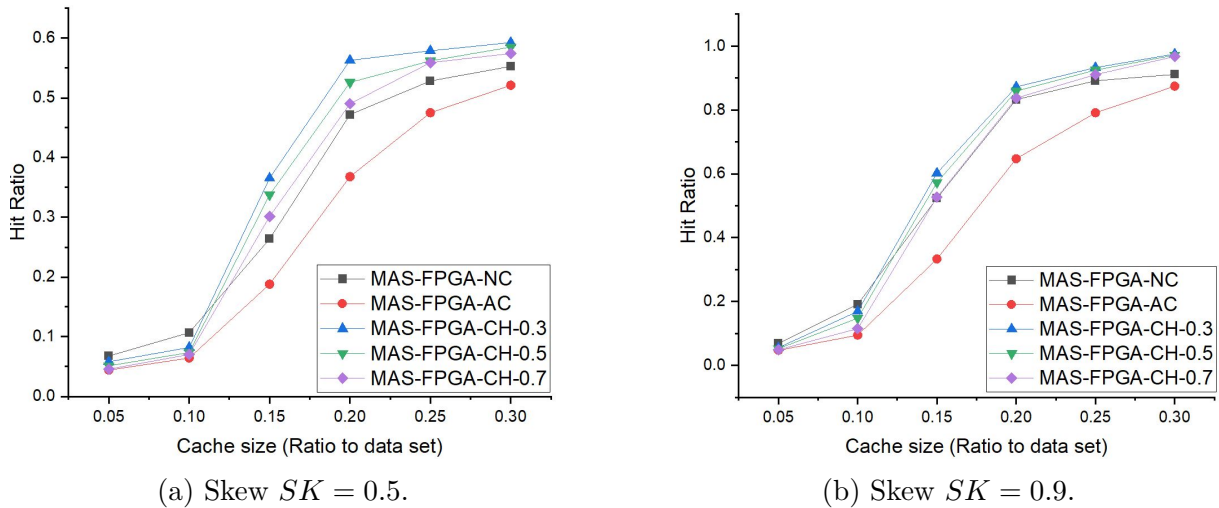 0.6
0.5
0.4
0.3
0.2
0.1
0.0
Hit Ratio
0.05 0.10 0.15 0.20 0.25 0.30
Cache size (Ratio to data set)
MAS-FPGA-NC
MAS-FPGA-AC
MAS-FPGA-CH-0.3
MAS-FPGA-CH-0.5
MAS-FPGA-CH-0.7
(a) Skew SK = 0.5.
1.0
0.8
0.6
0.4
0.2
0.0
Hit Ratio
0.05 0.10 0.15 0.20 0.25 0.30
Cache size (Ratio to data set)
MAS-FPGA-NC
MAS-FPGA-AC
MAS-FPGA-CH-0.3
MAS-FPGA-CH-0.5
MAS-FPGA-CH-0.7
(b) Skew SK = 0.9.